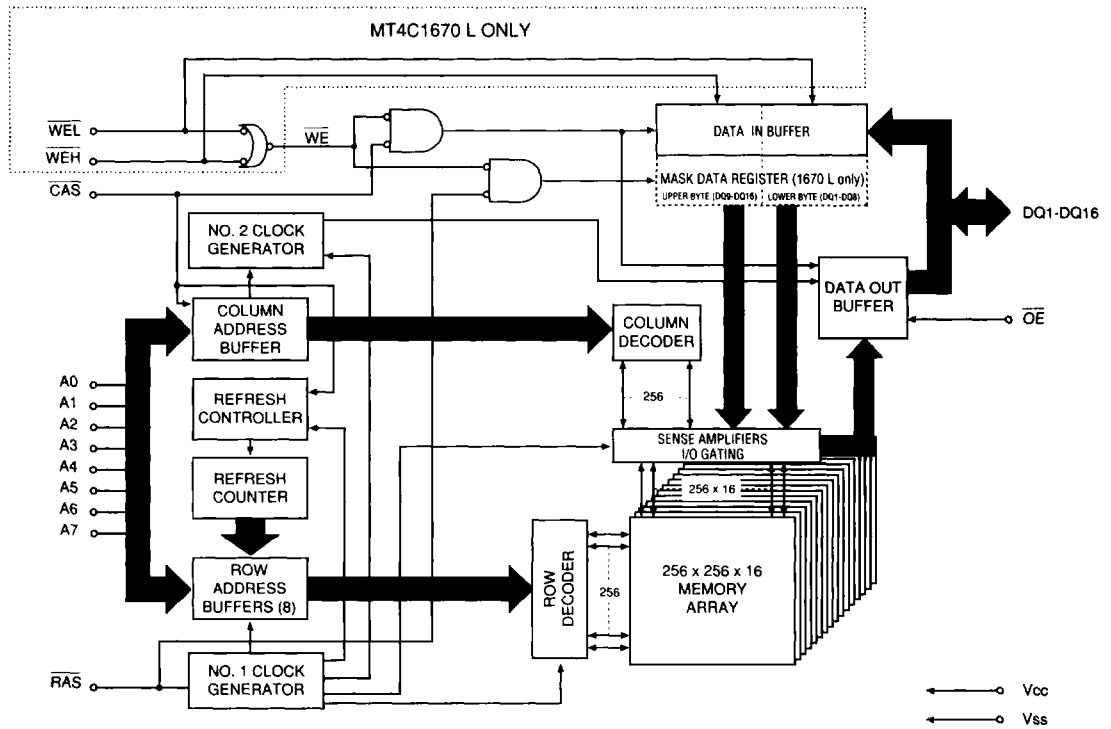 MT4C1670 L ONLY
WEL
WEH
CAS
WE
DATA IN BUFFER
MASK DATA REGISTER (1670 L only)
UPPER BYTE (DQ9-DQ16)
LOWER BYTE (DQ1-DQ8)
NO. 2 CLOCK
GENERATOR
DQ1-DQ16
DATA OUT
BUFFER
OE
COLUMN
ADDRESS
BUFFER
COLUMN
DECODER
256
A0
A1
A2
A3
A4
A5
A6
A7
REFRESH
CONTROLLER
REFRESH
COUNTER
SENSE AMPLIFIERS
I/O GATING
256 x 16
ROW
ADDRESS
BUFFERS (8)
ROW
DECODER
256
256 x 256 x 16
MEMORY
ARRAY
RAS
NO. 1 CLOCK
GENERATOR
Vcc
Vss